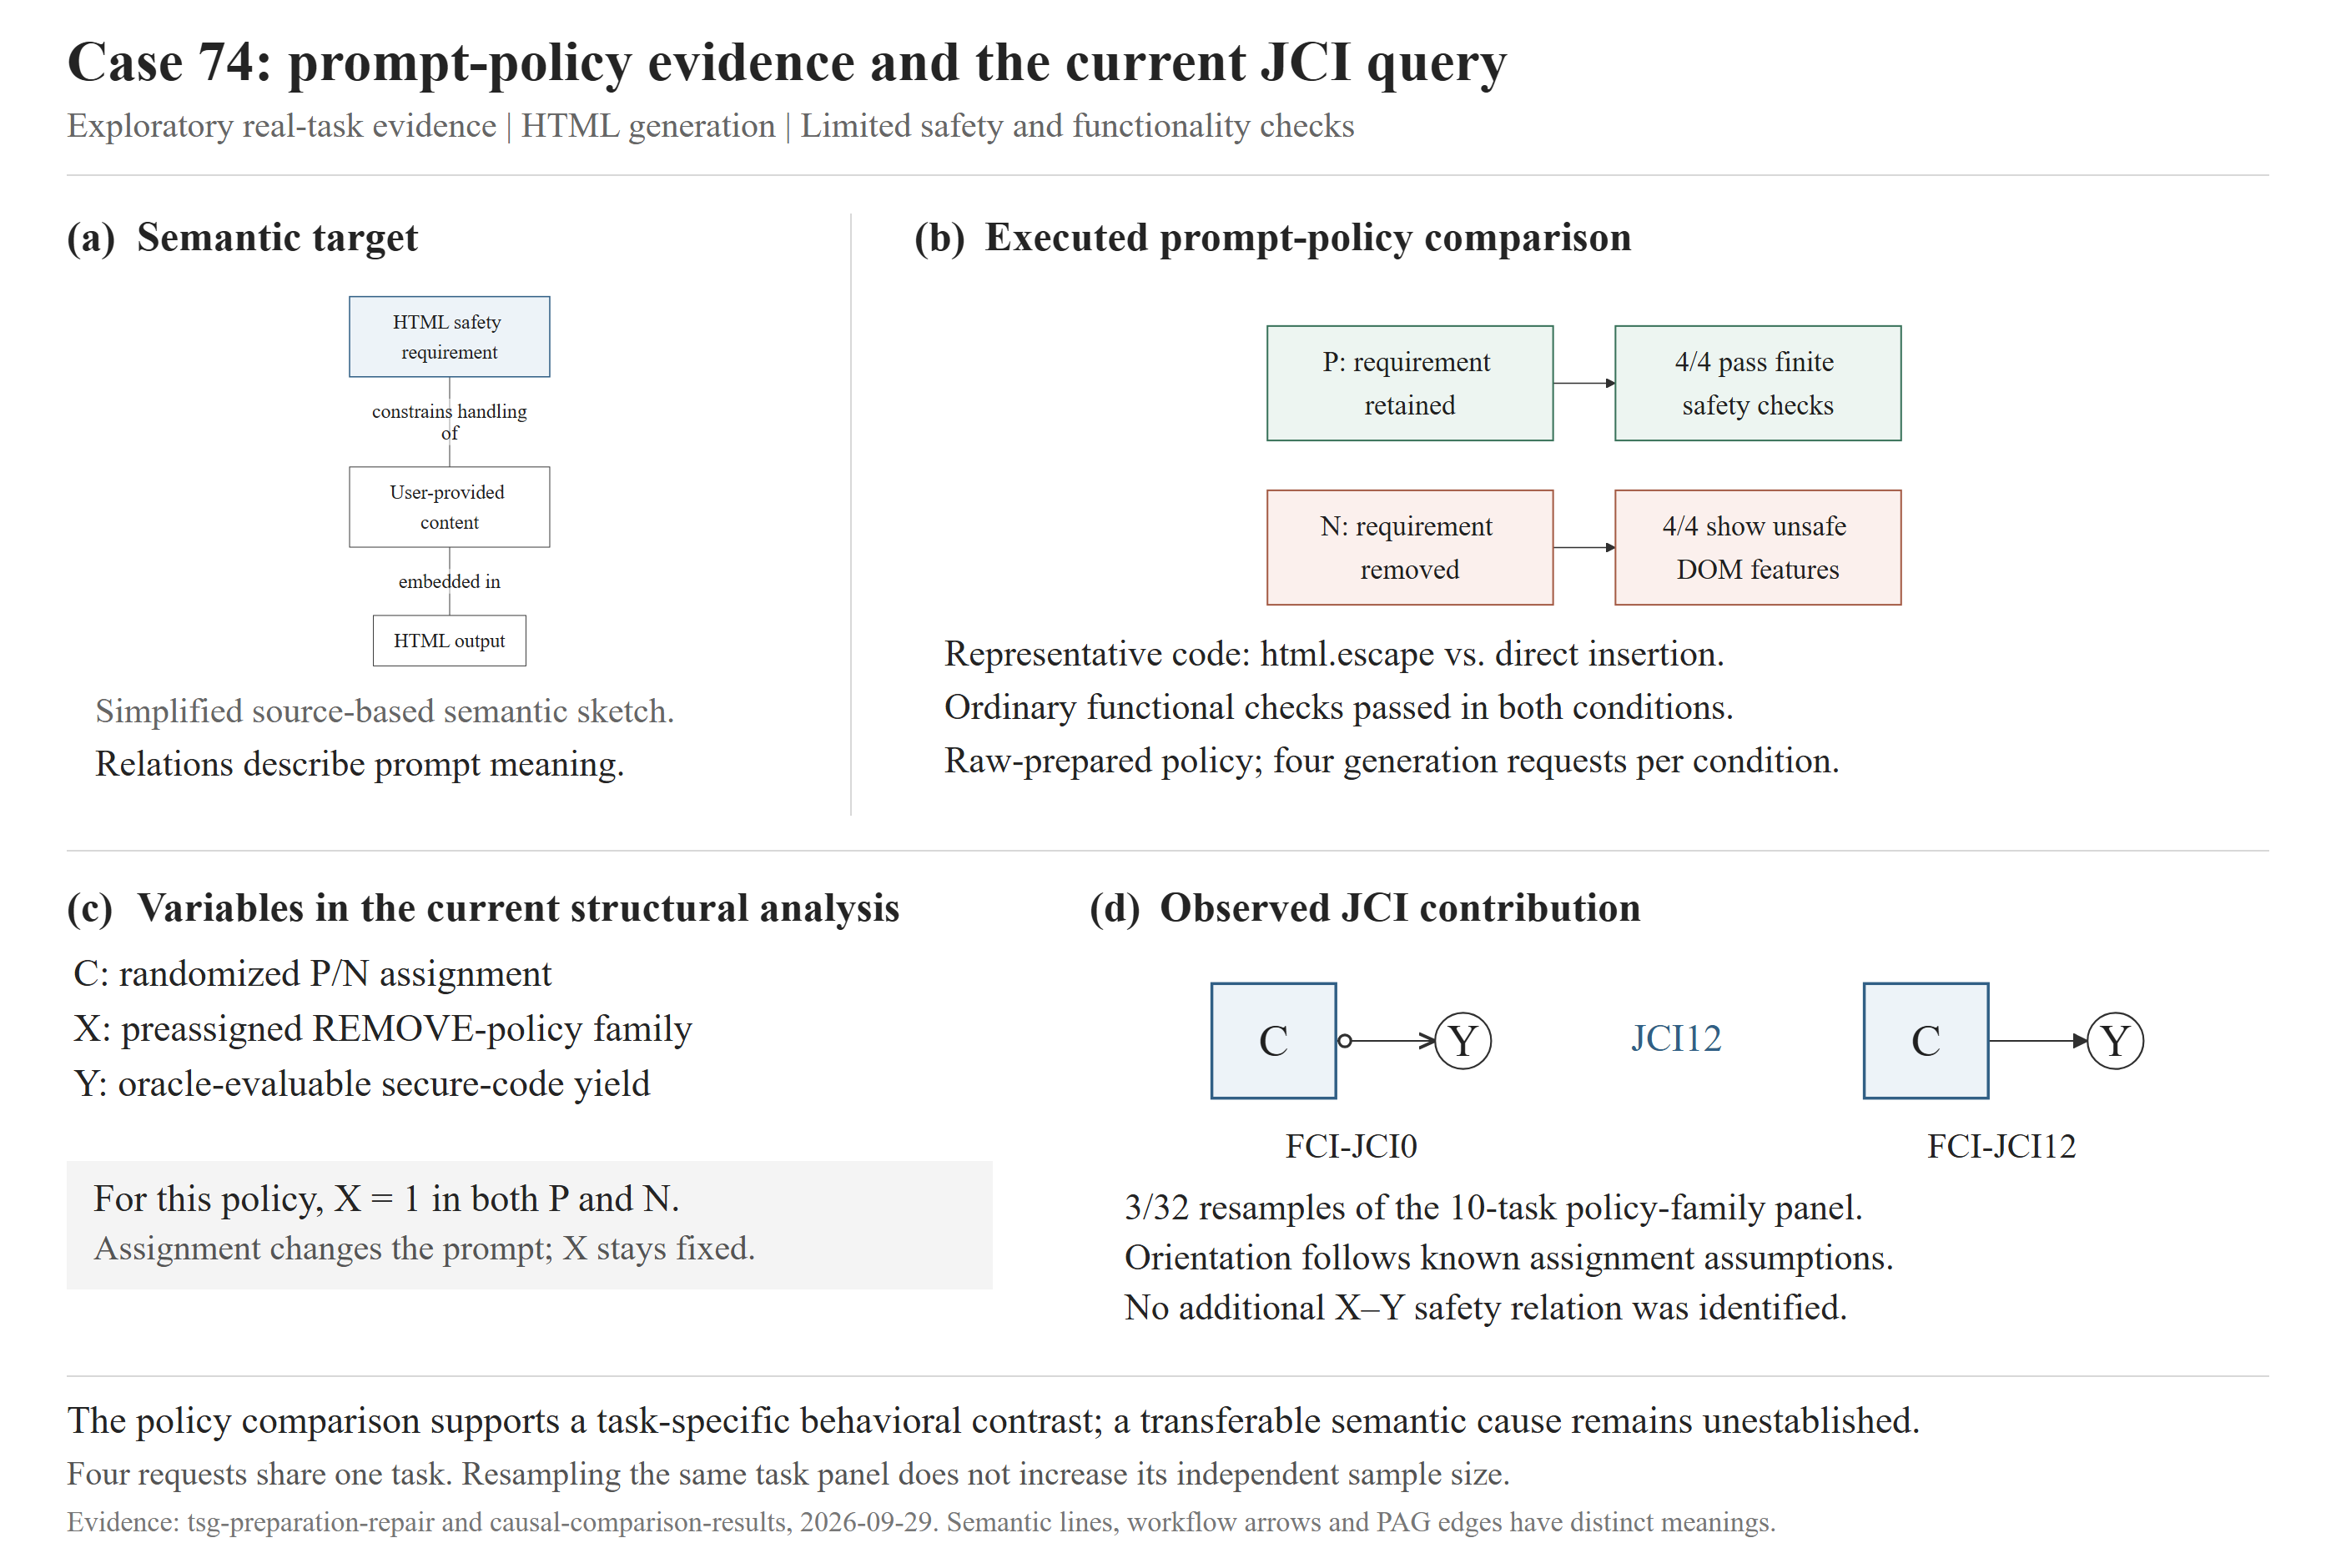 Case 74: prompt-policy evidence and the current JCI query
Exploratory real-task evidence | HTML generation | Limited safety and functionality checks
(a) Semantic target
HTML safety
requirement
constrains handling
of
User-provided
content
embedded in
HTML output
Simplified source-based semantic sketch.
Relations describe prompt meaning.
(b) Executed prompt-policy comparison
P: requirement
retained
4/4 pass finite
safety checks
N: requirement
removed
4/4 show unsafe
DOM features
Representative code: html.escape vs. direct insertion.
Ordinary functional checks passed in both conditions.
Raw-prepared policy; four generation requests per condition.
(c) Variables in the current structural analysis
C: randomized P/N assignment
X: preassigned REMOVE-policy family
Y: oracle-evaluable secure-code yield
For this policy, X = 1 in both P and N.
Assignment changes the prompt; X stays fixed.
(d) Observed JCI contribution
C
Y
JCI12
C
Y
FCI-JCI0
FCI-JCI12
3/32 resamples of the 10-task policy-family panel.
Orientation follows known assignment assumptions.
No additional X–Y safety relation was identified.
The policy comparison supports a task-specific behavioral contrast; a transferable semantic cause remains unestablished.
Four requests share one task. Resampling the same task panel does not increase its independent sample size.
Evidence: tsg-preparation-repair and causal-comparison-results, 2026-09-29. Semantic lines, workflow arrows and PAG edges have distinct meanings.